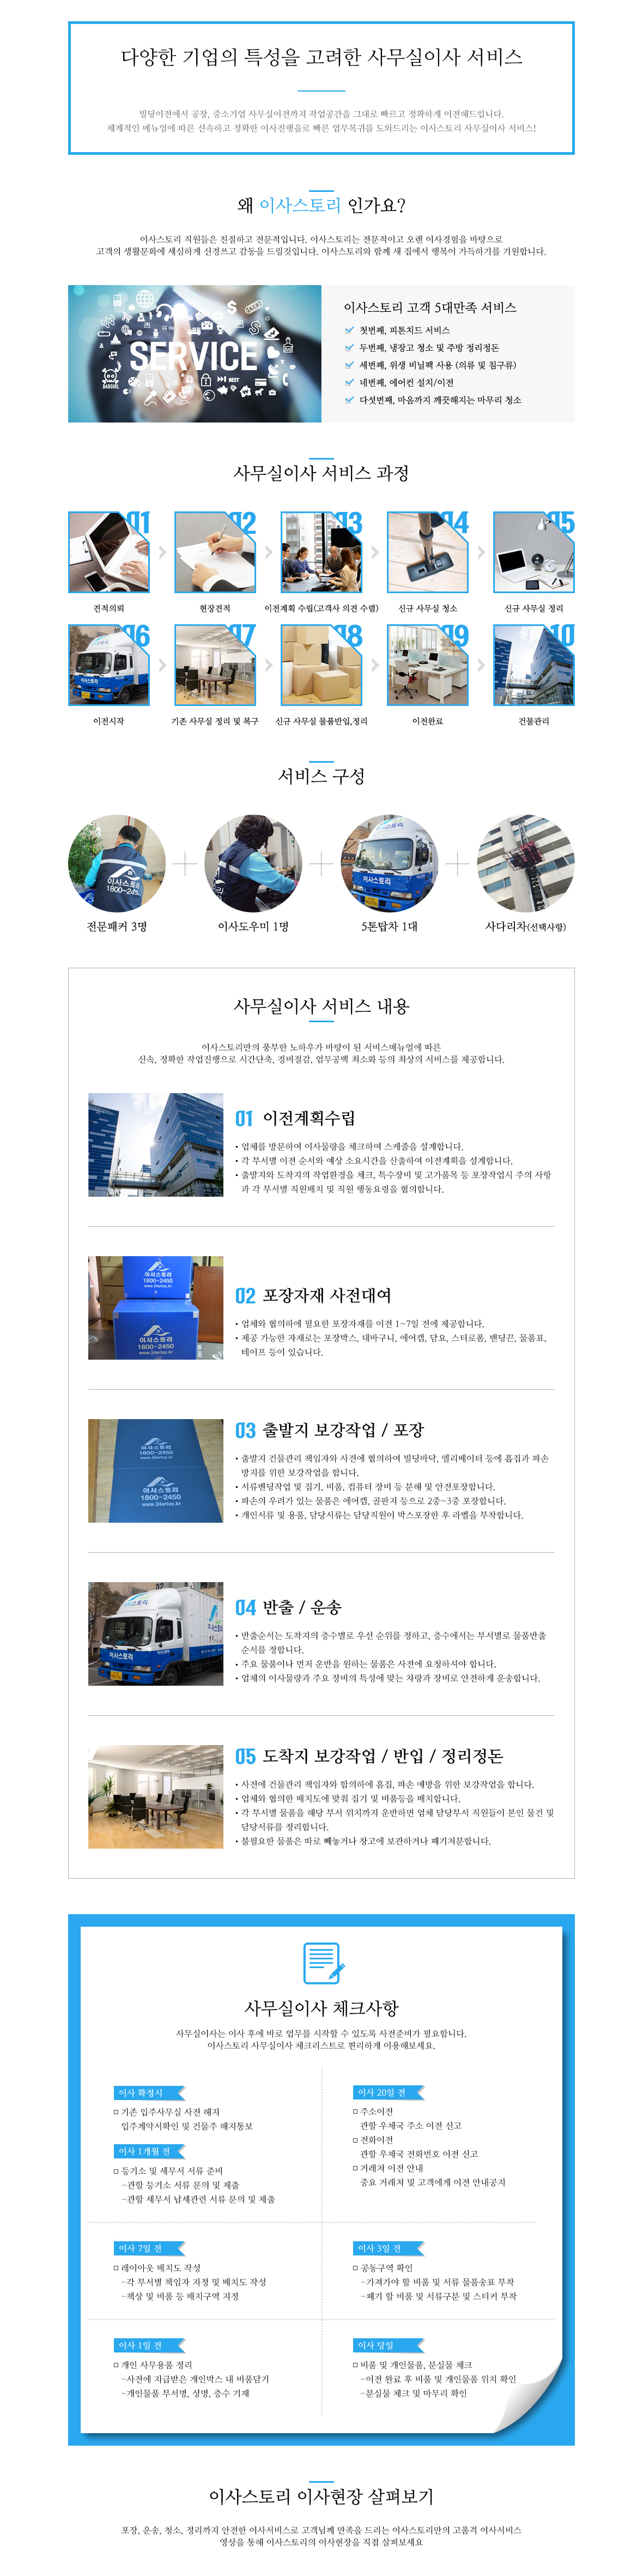 다양한 기업의 특성을 고려한 사무실이사 서비스
빌딩이전에서 공장, 중소기업 사무실이전까지 작업공간을 그대로 빠르고 정확하게 이전해드립니다.
체계적인 메뉴얼에 따른 신속하고 정확한 이사진행을로 빠른 업무복귀를 도와드리는 이사스토리 사무실이사 서비스!
왜 이사스토리 인가요?
이사스토리 직원들은 친절하고 전문적입니다. 이사스토리는 전문적이고 오랜 이사경험을 바탕으로
고객의 생활문화에 세심하게 신경쓰고 감동을 드릴것입니다. 이사스토리와 함께 새 집에서 행복이 가득하기를 기원합니다.
SERVICE
BEST
이사스토리 고객 5대만족 서비스
첫번째, 피톤치드 서비스
두번째, 냉장고 청소 및 주방 정리정돈
세번째, 위생 비닐팩 사용 (의류 및 침구류)
네번째, 에어컨 설치/이전
다섯번째, 마음까지 깨끗해지는 마무리 청소
사무실이사 서비스 과정
01
02
03
04
05
견적의뢰
현장견적
이전계획 수립(고객사 의견 수렴)
신규 사무실 청소
신규 사무실 정리
06
07
08
09
10
이사스토리
이전시작
기존 사무실 정리 및 복구
신규 사무실 물품반입,정리
이전완료
건물관리
서비스 구성
이사스토리
이사스토리
전문패커 3명
이사도우미 1명
5톤탑차 1대
사다리차(선택사항)
사무실이사 서비스 내용
이사스토리만의 풍부한 노하우가 바탕이 된 서비스매뉴얼에 따른
신속, 정확한 작업진행으로 시간단축, 경비절감, 업무공백 최소화 등의 최상의 서비스를 제공합니다.
01 이전계획수립
• 업체를 방문하여 이사물량을 체크하여 스케줄을 설계합니다.
• 각 부서별 이전 순서와 예상 소요시간을 산출하여 이전계획을 설계합니다.
• 출발지와 도착지의 작업환경을 체크, 특수장비 및 고가품목 등 포장작업시 주의 사항
과 각 부서별 직원배치 및 직원 행동요령을 협의합니다.
이사스토리
1800-2450
www.24story.kr
이사스토리
1800-2450
www.24story.kr
02 포장자재 사전대여
• 업체와 협의하에 필요한 포장자재를 이전 1~7일 전에 제공합니다.
• 제공 가능한 자재로는 포장박스, 대바구니, 에어캡, 담요, 스티로폼, 밴딩끈, 물품표,
테이프 등이 있습니다.
이사스토리
1800-2450
이사스토리
1800-2450
www.24story.kr
03 출발지 보강작업 / 포장
• 출발지 건물관리 책임자와 사전에 협의하여 빌딩바닥, 엘리베이터 등에 흠집과 파손
방지를 위한 보강작업을 합니다.
• 서류밴딩작업 및 집기, 비품, 컴퓨터 장비 등 분해 및 안전포장합니다.
• 파손의 우려가 있는 물품은 에어캡, 골판지 등으로 2중~3중 포장합니다.
• 개인서류 및 용품, 담당서류는 담당직원이 박스포장한 후 라벨을 부착합니다.
이사스토리
04 반출 / 운송
• 반출순서는 도착지의 층수별로 우선 순위를 정하고, 층수에서는 부서별로 물품반출
순서를 정합니다.
• 주요 물품이나 먼저 운반을 원하는 물품은 사전에 요청하셔야 합니다.
• 업체의 이사물량과 주요 장비의 특성에 맞는 차량과 장비로 안전하게 운송합니다.
05 도착지 보강작업 / 반입 / 정리정돈
• 사전에 건물관리 책임자와 합의하에 흠집, 파손 예방을 위한 보강작업을 합니다.
• 업체와 협의한 배치도에 맞춰 집기 및 비품등을 배치합니다.
• 각 부서별 물품을 해당 부서 위치까지 운반하면 업체 담당부서 직원들이 본인 물건 및
담당서류를 정리합니다.
• 불필요한 물품은 따로 빼놓거나 창고에 보관하거나 폐기처분합니다.
사무실이사 체크사항
사무실이사는 이사 후에 바로 업무를 시작할 수 있도록 사전준비가 필요합니다.
이사스토리 사무실이사 체크리스트로 편리하게 이용해보세요.
이사 확정시
□ 기존 입주사무실 사전 해지
입주계약서확인 및 건물주 해지통보
이사 1개월 전
□ 등기소 및 세무서 서류 준비
-관할 등기소 서류 문의 및 제출
-관할 세무서 납세관련 서류 문의 및 제출
이사 20일 전
□ 주소이전
관할 우체국 주소 이전 신고
□ 전화이전
관할 우체국 전화번호 이전 신고
□ 거래처 이전 안내
중요 거래처 및 고객에게 이전 안내공지
이사 7일 전
□ 레이아웃 배치도 작성
-각 부서별 책임자 지정 및 배치도 작성
-책상 및 비품 등 배치구역 지정
이사 3일 전
□ 공동구역 확인
-가져가야 할 비품 및 서류 물품송표 부착
-폐기 할 비품 및 서류구분 및 스티커 부착
이사 1일 전
□ 개인 사무용품 정리
-사전에 지급받은 개인박스 내 비품담기
-개인물품 부서명, 성명, 층수 기재
이사 당일
□ 비품 및 개인물품, 분실물 체크
-이전 완료 후 비품 및 개인물품 위치 확인
-분실물 체크 및 마무리 확인
이사스토리 이사현장 살펴보기
포장, 운송, 청소, 정리까지 안전한 이사서비스로 고객님께 만족을 드리는 이사스토리만의 고품격 이사서비스
영상을 통해 이사스토리의 이사현장을 직접 살펴보세요